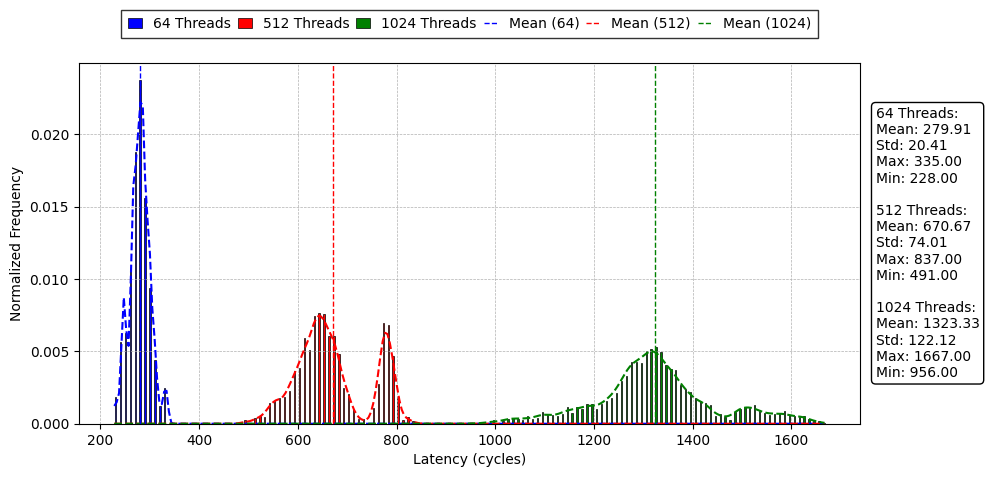 64 Threads 512 Threads 1024 Threads Mean (64) Mean (512) Mean (1024)
Normalized Frequency
0.020
0.015
0.010
0.005
0.000
200 400 600 800 1000 1200 1400 1600
Latency (cycles)
64 Threads:
Mean: 279.91
Std: 20.41
Max: 335.00
Min: 228.00
512 Threads:
Mean: 670.67
Std: 74.01
Max: 837.00
Min: 491.00
1024 Threads:
Mean: 1323.33
Std: 122.12
Max: 1667.00
Min: 956.00